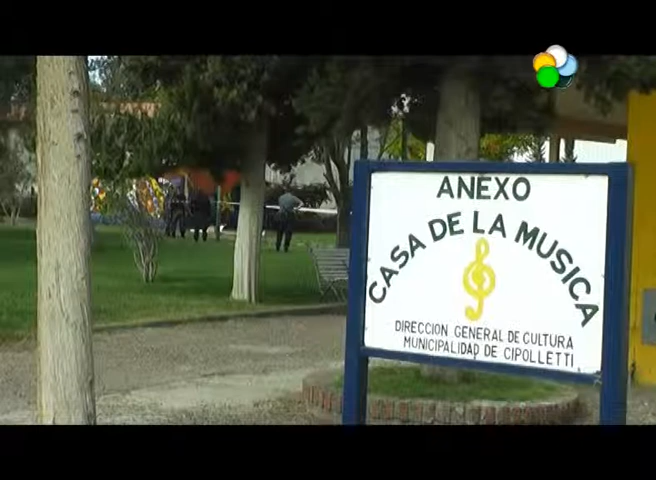 ANEXO
CASA DE LA MUSICA
DIRECCION GENERAL DE CULTURA
MUNICIPALIDAD DE CIPOLLETTI